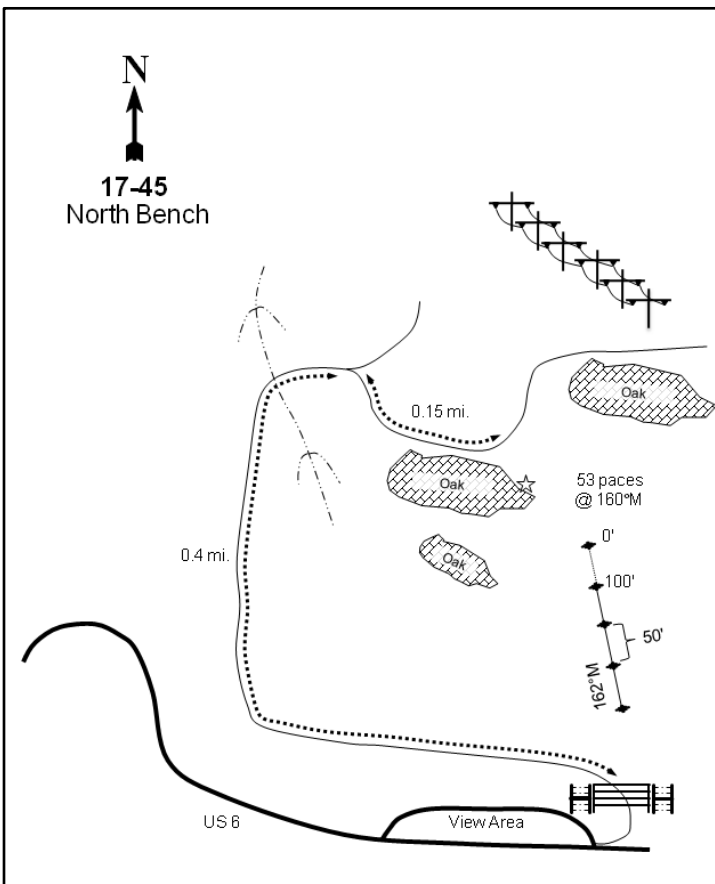 N
17-45
North Bench
Oak
0.15 mi.
Oak
53 paces
@ 160°M
0'
0.4 mi.
Oak
100'
50'
162°M
US 6
View Area